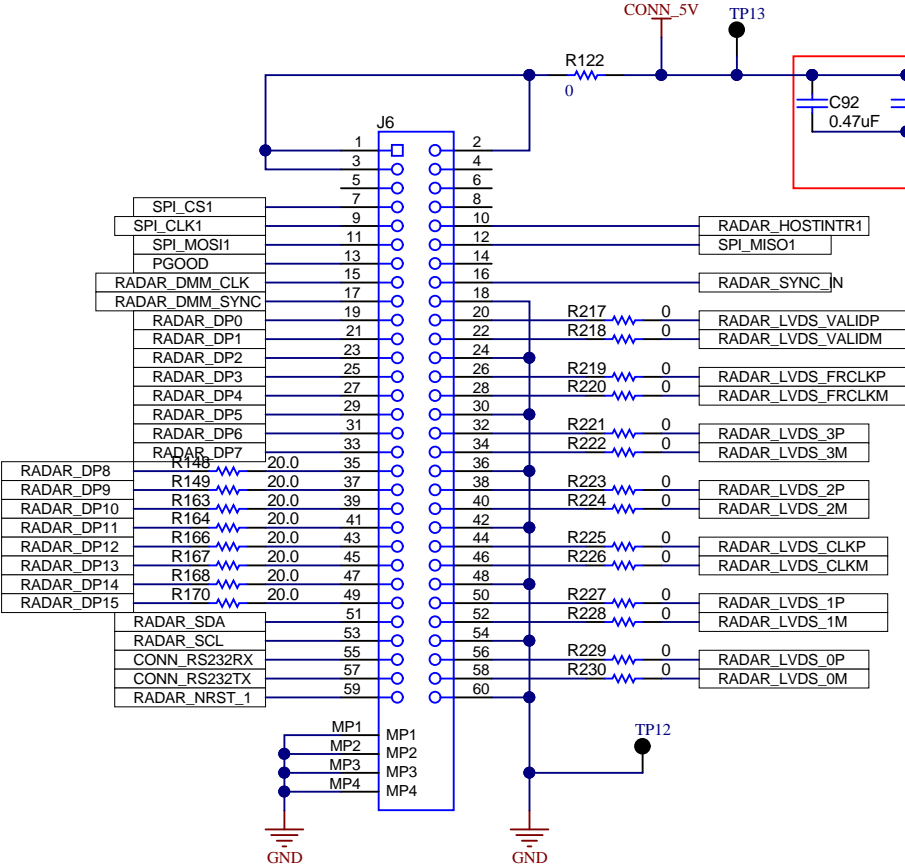 CONN_5V
TP13
R122
0
C92
0.47uF
J6
1 2
3 4
5 6
SPI_CS1 7 8
SPI_CLK1 9 10 RADAR_HOSTINTR1
SPI_MOSI1 11 12 SPI_MISO1
PGOOD 13 14
RADAR_DMM_CLK 15 16 RADAR_SYNC_IN
RADAR_DMM_SYNC 17 18
RADAR_DP0 19 20 R217 0 RADAR_LVDS_VALIDP
RADAR_DP1 21 22 R218 0 RADAR_LVDS_VALIDM
RADAR_DP2 23 24
RADAR_DP3 25 26 R219 0 RADAR_LVDS_FRCLKP
RADAR_DP4 27 28 R220 0 RADAR_LVDS_FRCLKM
RADAR_DP5 29 30
RADAR_DP6 31 32 R221 0 RADAR_LVDS_3P
RADAR_DP7 33 34 R222 0 RADAR_LVDS_3M
RADAR_DP8 R148 20.0 35 36
RADAR_DP9 R149 20.0 37 38 R223 0 RADAR_LVDS_2P
RADAR_DP10 R163 20.0 39 40 R224 0 RADAR_LVDS_2M
RADAR_DP11 R164 20.0 41 42
RADAR_DP12 R166 20.0 43 44 R225 0 RADAR_LVDS_CLKP
RADAR_DP13 R167 20.0 45 46 R226 0 RADAR_LVDS_CLKM
RADAR_DP14 R168 20.0 47 48
RADAR_DP15 R170 20.0 49 50 R227 0 RADAR_LVDS_1P
RADAR_SDA 51 52 R228 0 RADAR_LVDS_1M
RADAR_SCL 53 54
CONN_RS232RX 55 56 R229 0 RADAR_LVDS_0P
CONN_RS232TX 57 58 R230 0 RADAR_LVDS_0M
RADAR_NRST_1 59 60
MP1 MP1
MP2 MP2
MP3 MP3
MP4 MP4
TP12
GND GND